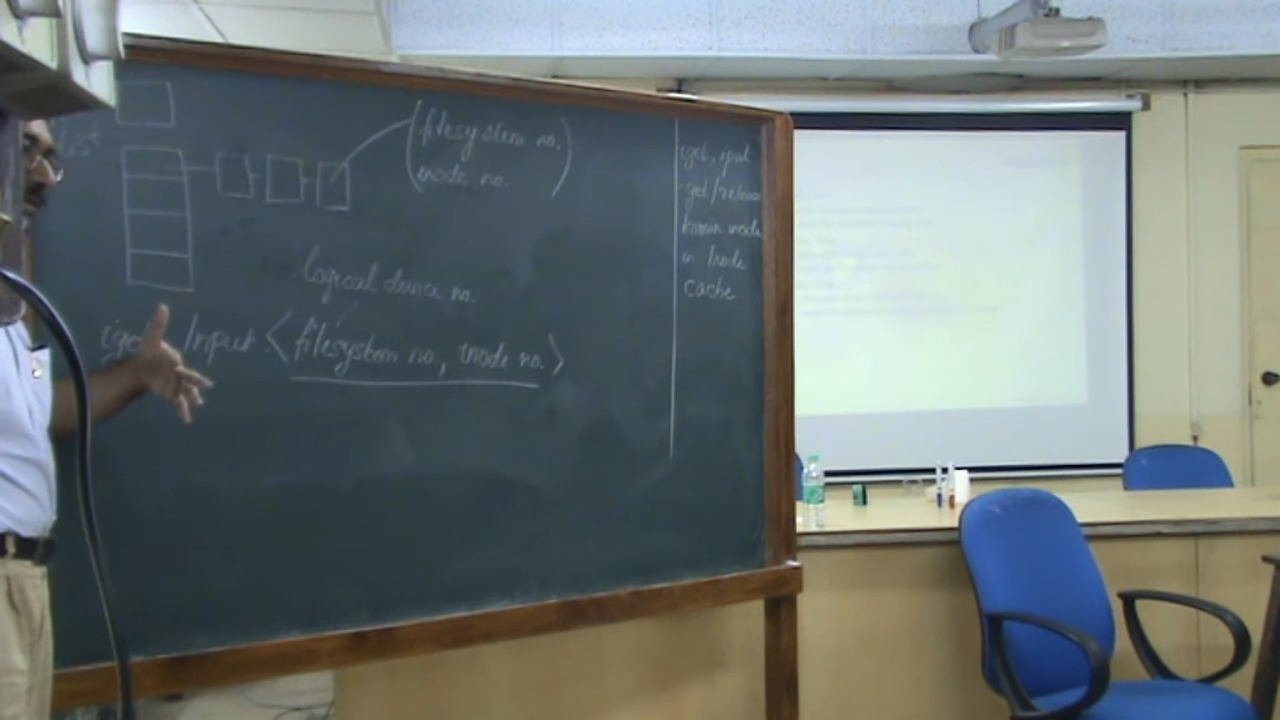 filesystem no.
inode no.
logical device no.
iget Input <filesystem no, inode no.>
iget, iput
get/release
known inode
in Inode
cache